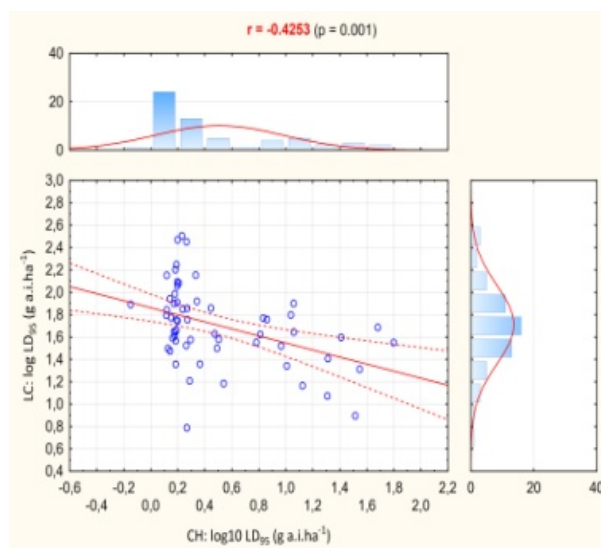 r = -0.4253 (p = 0.001)
40
20
0
3,0
2,8
2,6
2,4
2,2
2,0
1,8
1,6
1,4
1,2
1,0
0,8
0,6
0,4
LC: log LD95 (g a.i.ha-1)
-0,6 -0,2 0,2 0,6 1,0 1,4 1,8 2,2
-0,4 0,0 0,4 0,8 1,2 1,6 2,0
0 20 40
CH: log10 LD95 (g a.i.ha-1)